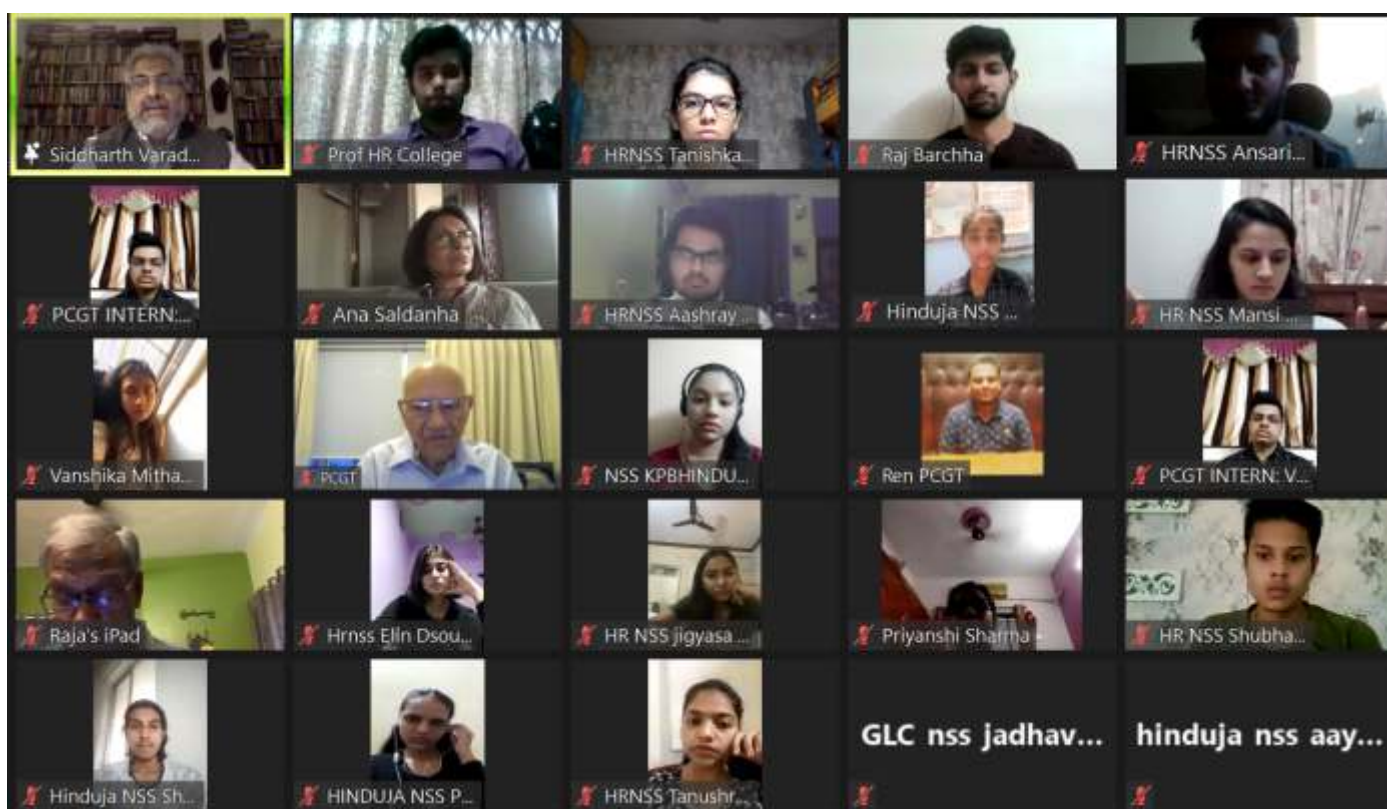 Siddharth Varad...
Prof HR College
HRNSS Tanishka...
Raj Barchha
HRNSS Ansari...
PCGT INTERN:...
Ana Saldanha
HRNSS Aashray ...
Hinduja NSS ...
HR NSS Mansi ...
Vanshika Mitha...
PCGT
NSS KPBHINDU...
Ren PCGT
PCGT INTERN: V...
Raja's iPad
Hrnss Elin Dsou...
HR NSS jigyasa ...
Priyanshi Sharma -
HR NSS Shubha...
Hinduja NSS Sh...
HINDUJA NSS P...
HRNSS Tanushr...
GLC nss jadhav...
hinduja nss aay...